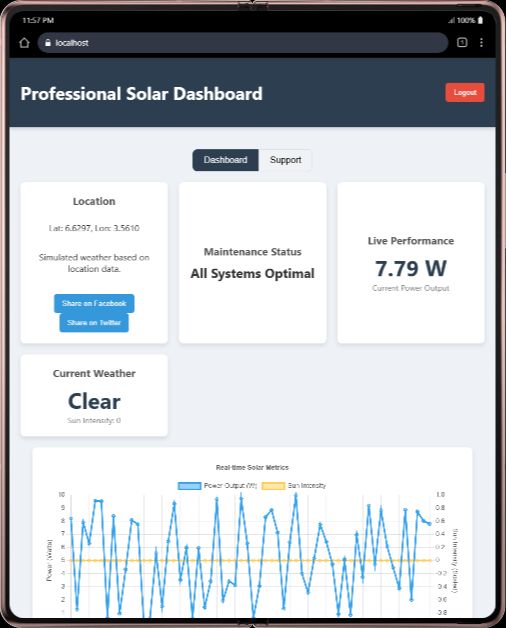 11:57 PM
100%
localhost
1
Professional Solar Dashboard
Logout
Dashboard
Support
Location
Lat: 6.6297, Lon: 3.5610
Simulated weather based on
location data.
Share on Facebook
Share on Twitter
Maintenance Status
All Systems Optimal
Live Performance
7.79 W
Current Power Output
Current Weather
Clear
Sun Intensity: 0
Real-time Solar Metrics
Power Output (W)
Sun Intensity
Power (Watts)
10
9
8
7
6
5
4
3
2
1
1.0
0.8
0.6
0.4
0.2
0
0.2
0.4
0.6
0.8
Sun Intensity